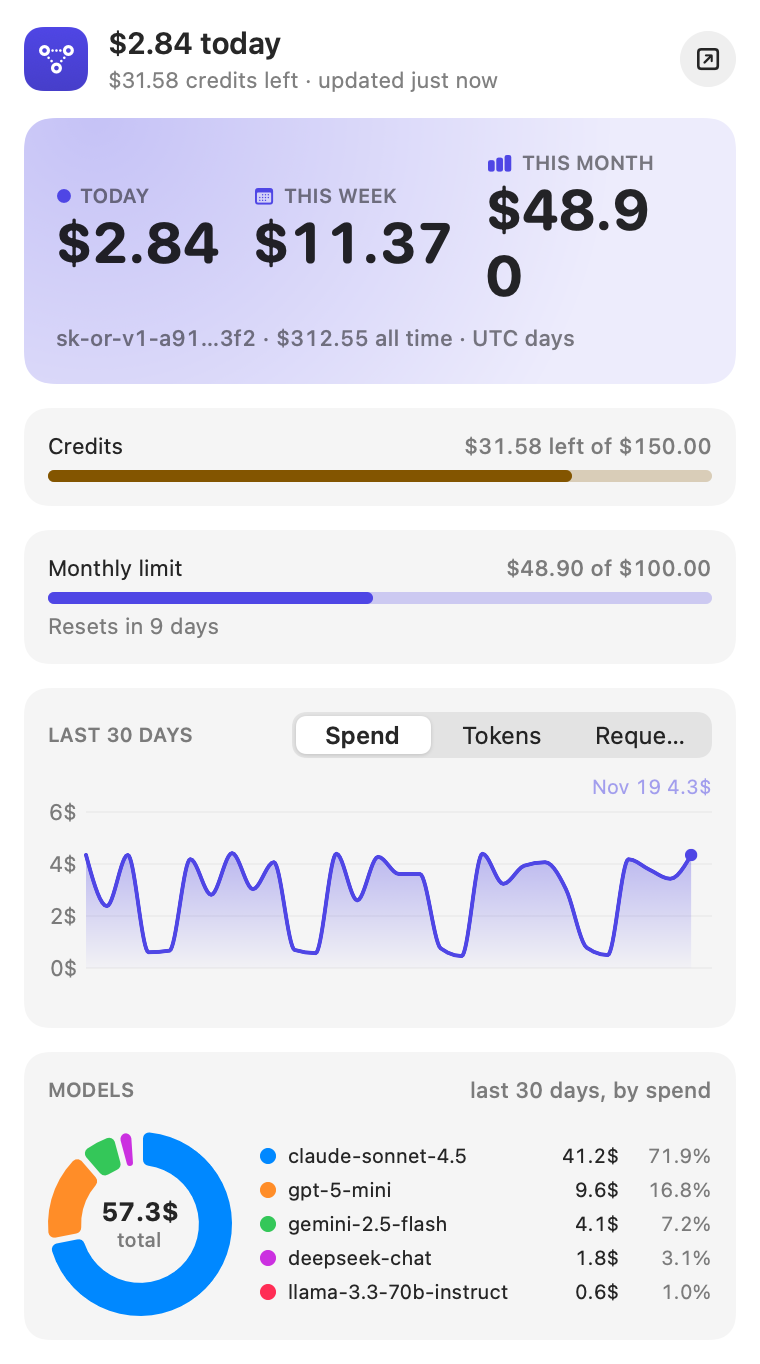 $2.84 today
$31.58 credits left · updated just now
TODAY
$2.84
THIS WEEK
$11.37
THIS MONTH
$48.9
0
sk-or-v1-a91...3f2 · $312.55 all time · UTC days
Credits $31.58 left of $150.00
Monthly limit $48.90 of $100.00
Resets in 9 days
LAST 30 DAYS Spend Tokens Reque...
Nov 19 4.3$
6$
4$
2$
0$
MODELS last 30 days, by spend
57.3$
total
claude-sonnet-4.5 41.2$ 71.9%
gpt-5-mini 9.6$ 16.8%
gemini-2.5-flash 4.1$ 7.2%
deepseek-chat 1.8$ 3.1%
llama-3.3-70b-instruct 0.6$ 1.0%